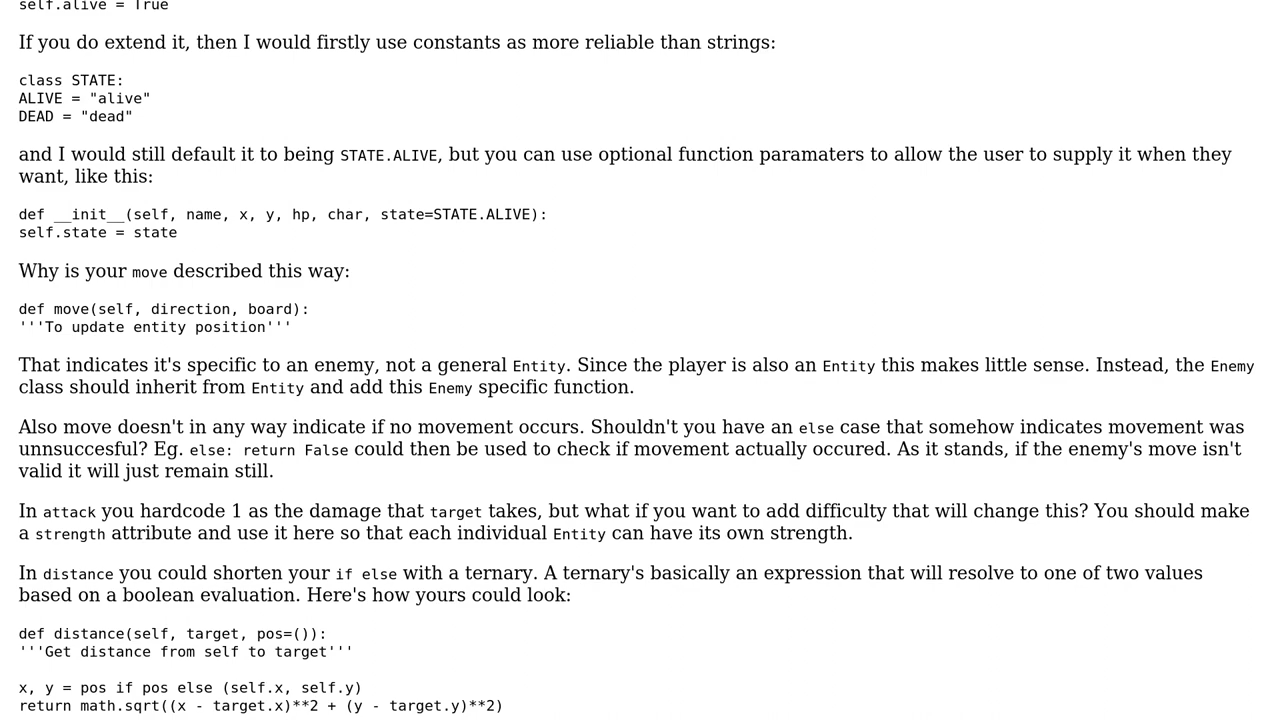 self.alive = True
If you do extend it, then I would firstly use constants as more reliable than strings:
class STATE:
ALIVE = "alive"
DEAD = "dead"
and I would still default it to being STATE.ALIVE, but you can use optional function paramaters to allow the user to supply it when they
want, like this:
def __init__(self, name, x, y, hp, char, state=STATE.ALIVE):
self.state = state
Why is your move described this way:
def move(self, direction, board):
'''To update entity position'''
That indicates it's specific to an enemy, not a general Entity. Since the player is also an Entity this makes little sense. Instead, the Enemy
class should inherit from Entity and add this Enemy specific function.
Also move doesn't in any way indicate if no movement occurs. Shouldn't you have an else case that somehow indicates movement was
unnsuccesful? Eg. else: return False could then be used to check if movement actually occured. As it stands, if the enemy's move isn't
valid it will just remain still.
In attack you hardcode 1 as the damage that target takes, but what if you want to add difficulty that will change this? You should make
a strength attribute and use it here so that each individual Entity can have its own strength.
In distance you could shorten your if else with a ternary. A ternary's basically an expression that will resolve to one of two values
based on a boolean evaluation. Here's how yours could look:
def distance(self, target, pos=()):
'''Get distance from self to target'''
x, y = pos if pos else (self.x, self.y)
return math.sqrt((x - target.x)**2 + (y - target.y)**2)